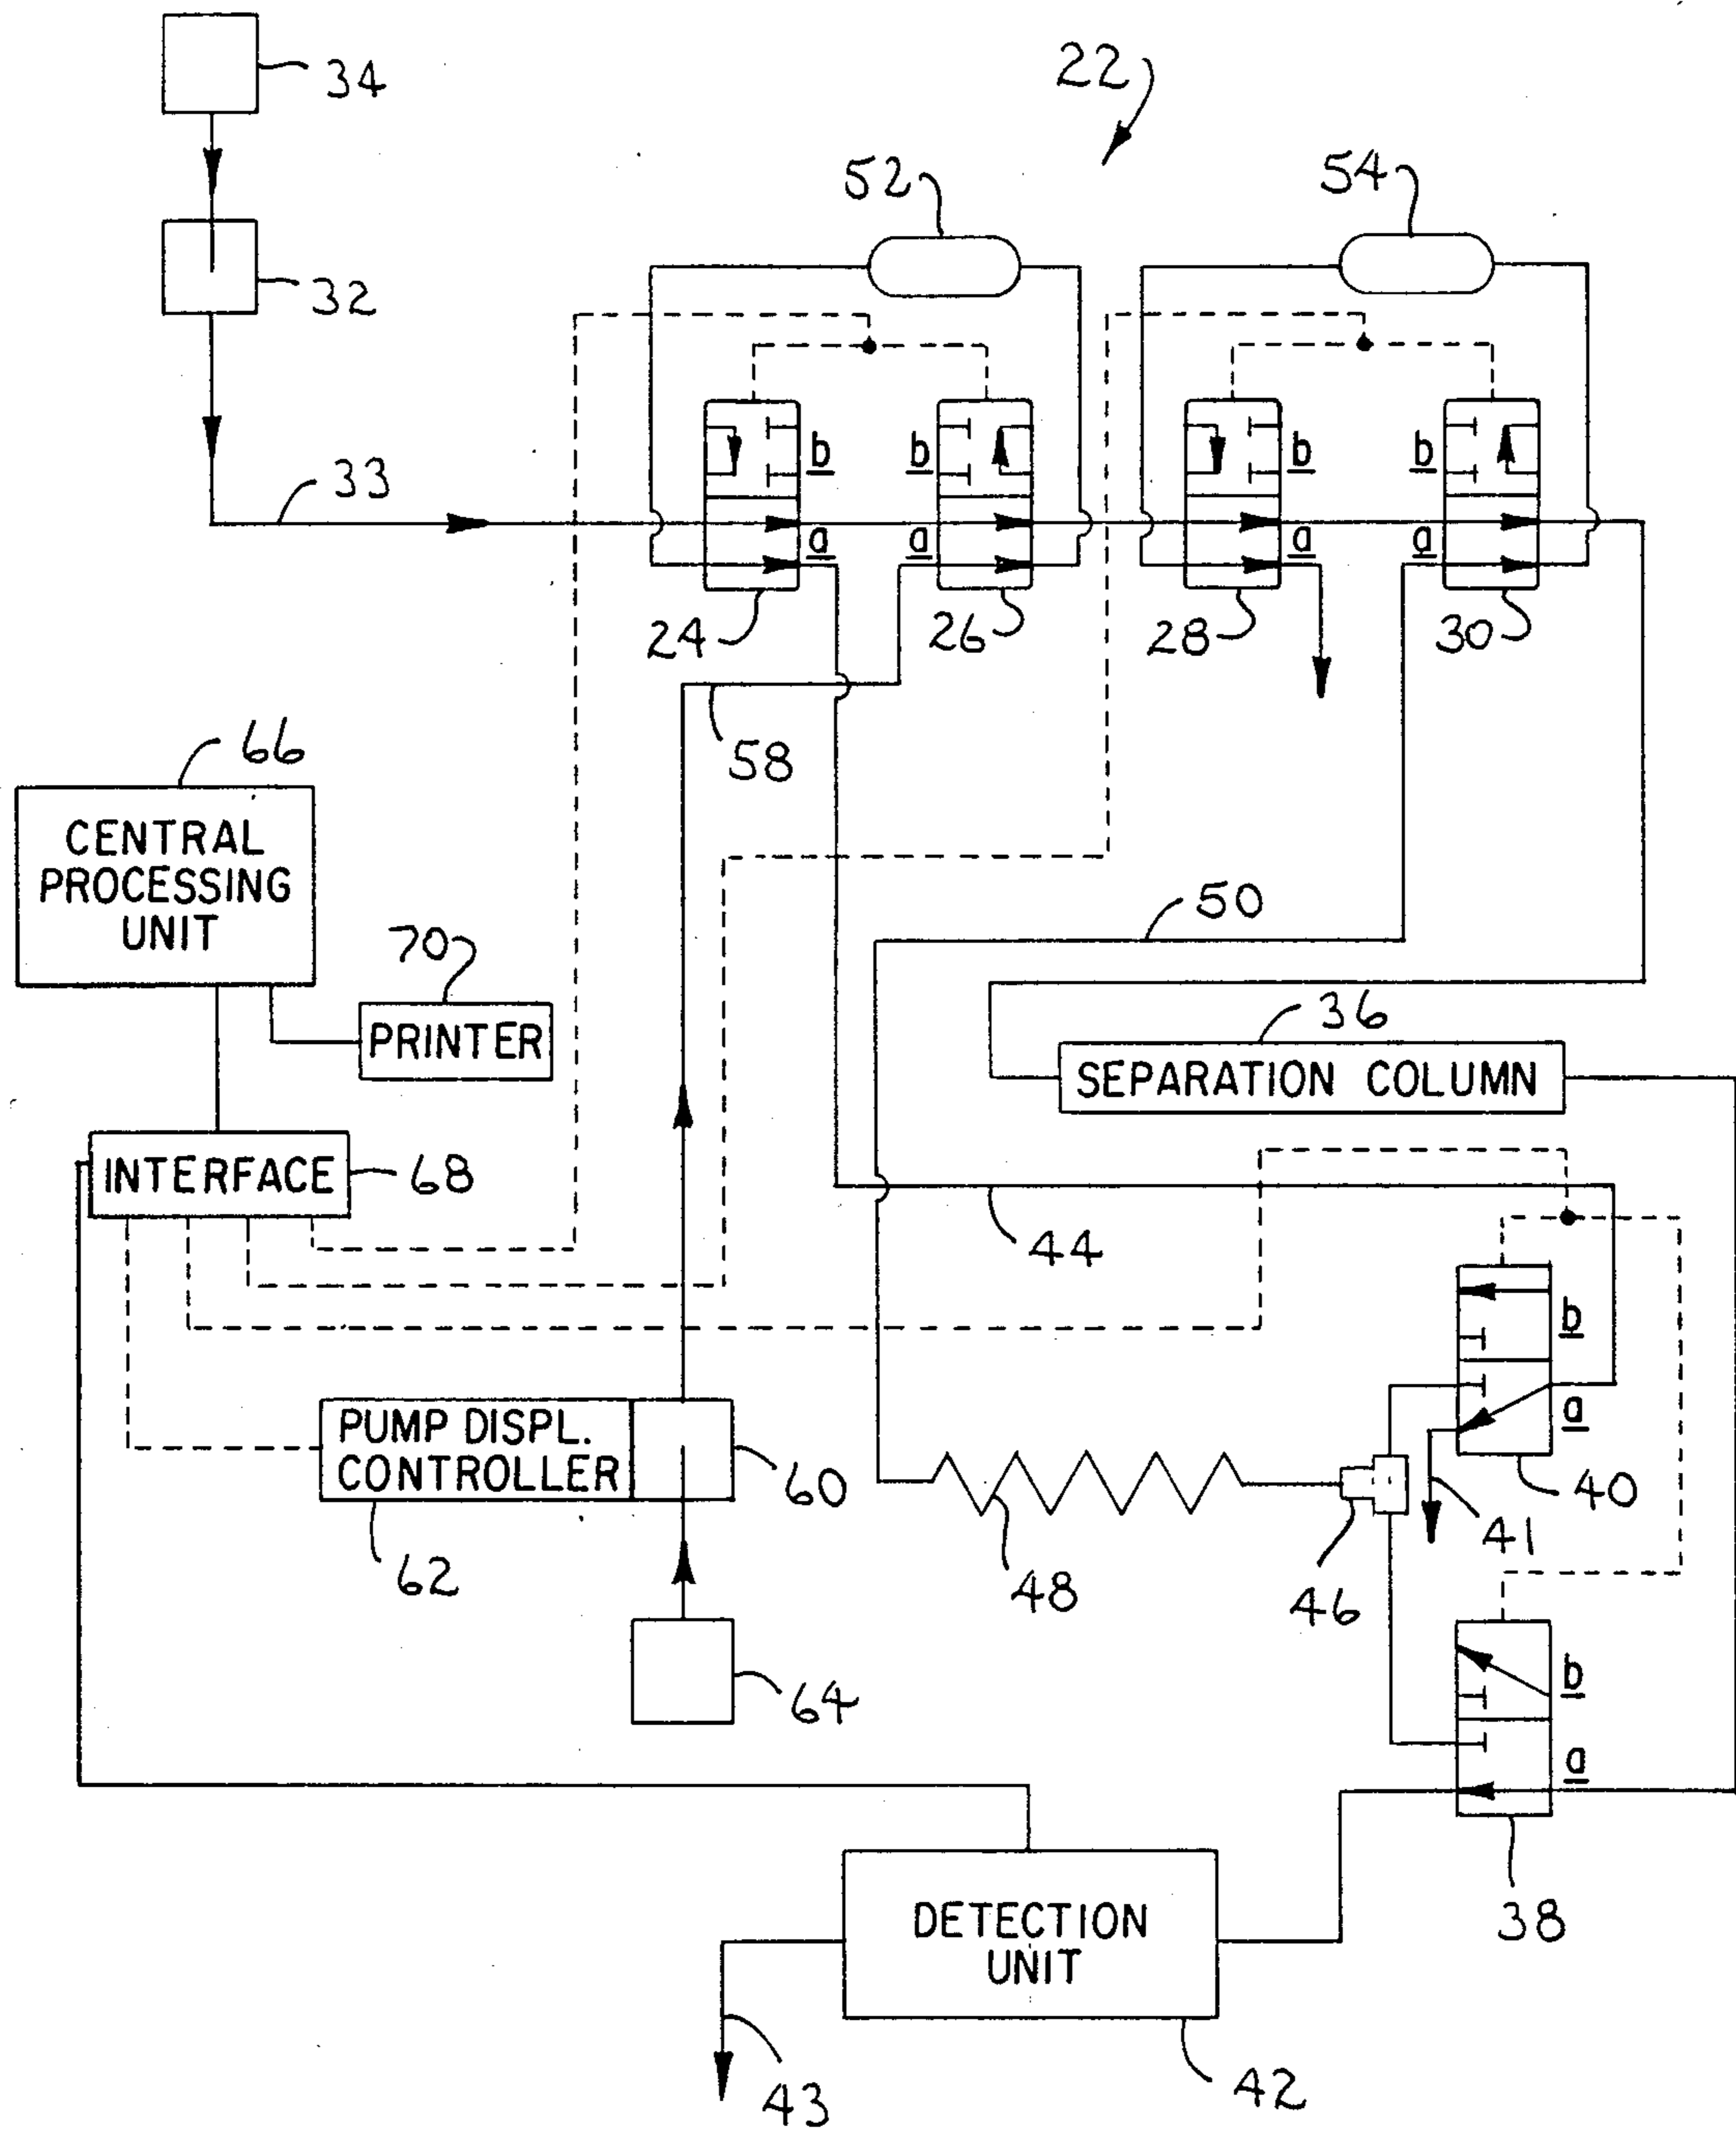 34
22
52
54
32
b
b
b
b
33
a
a
a
a
24
26
28
30
58
66
CENTRAL
PROCESSING
UNIT
70
50
PRINTER
36
SEPARATION COLUMN
INTERFACE
68
44
b
a
PUMP DISPL.
CONTROLLER
60
40
41
62
48
46
64
b
a
38
DETECTION
UNIT
43
42